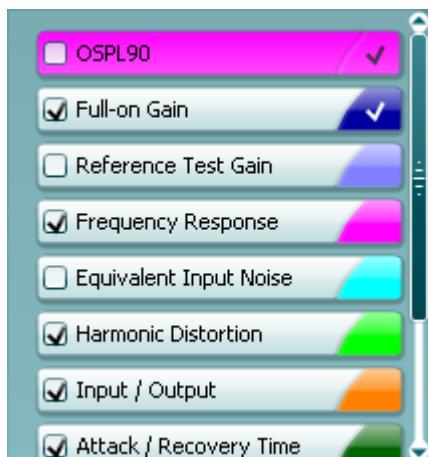 OSPL90
Full-on Gain
Reference Test Gain
Frequency Response
Equivalent Input Noise
Harmonic Distortion
Input / Output
Attack / Recovery Time